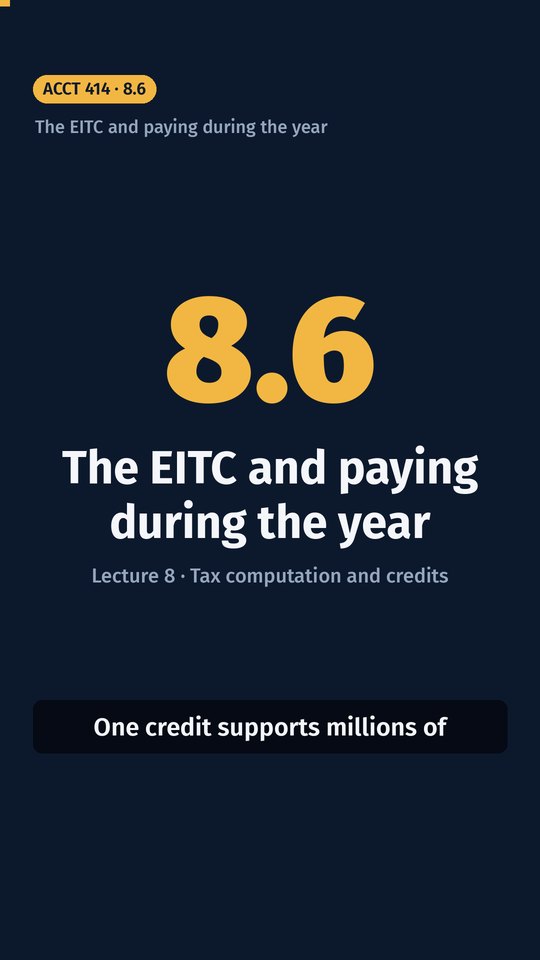 ACCT 414 · 8.6
The EITC and paying during the year
8.6
The EITC and paying
during the year
Lecture 8 · Tax computation and credits
One credit supports millions of